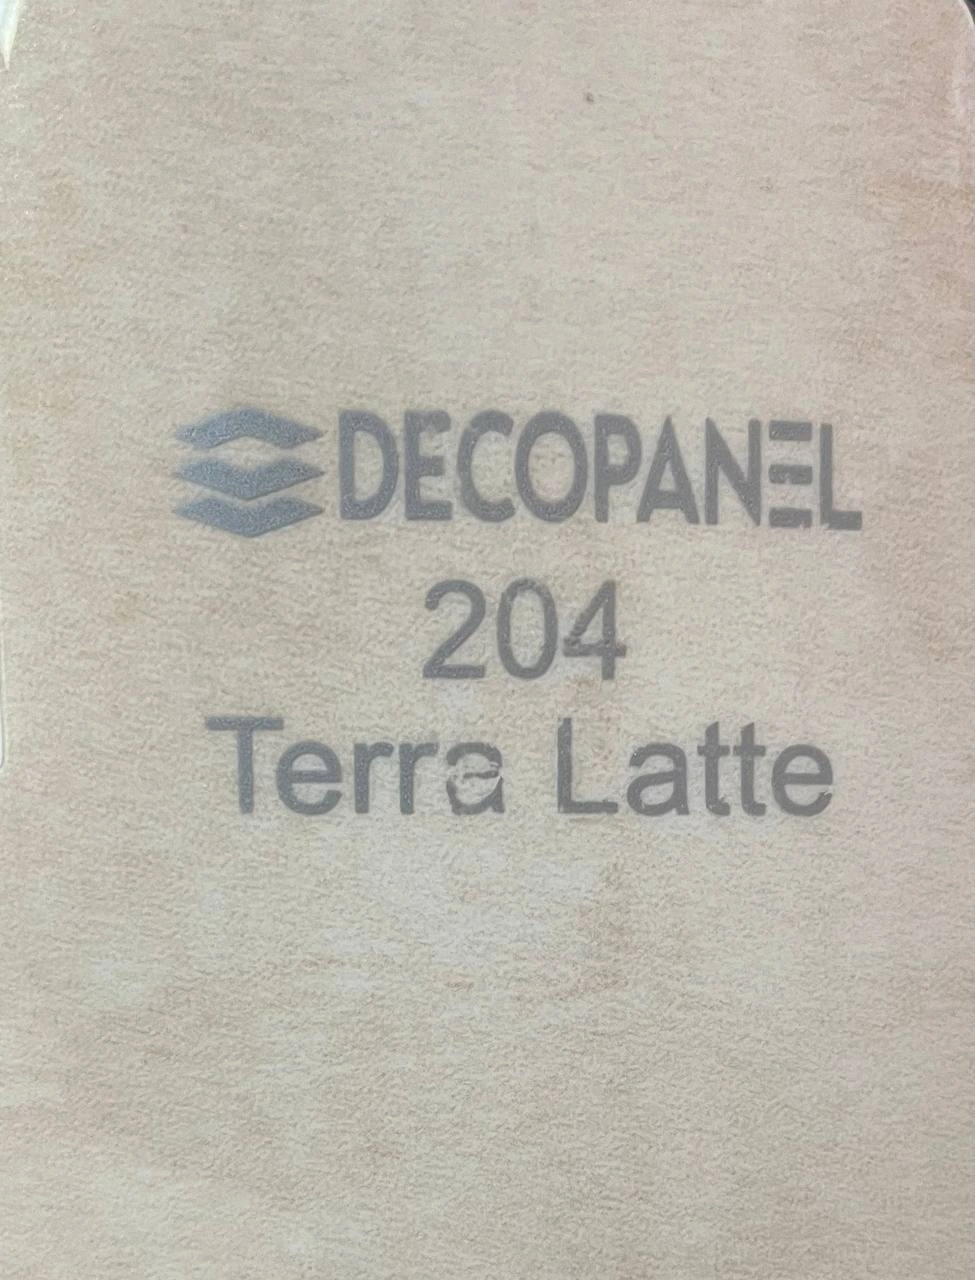 DECOPANEL
204
Terra Latte